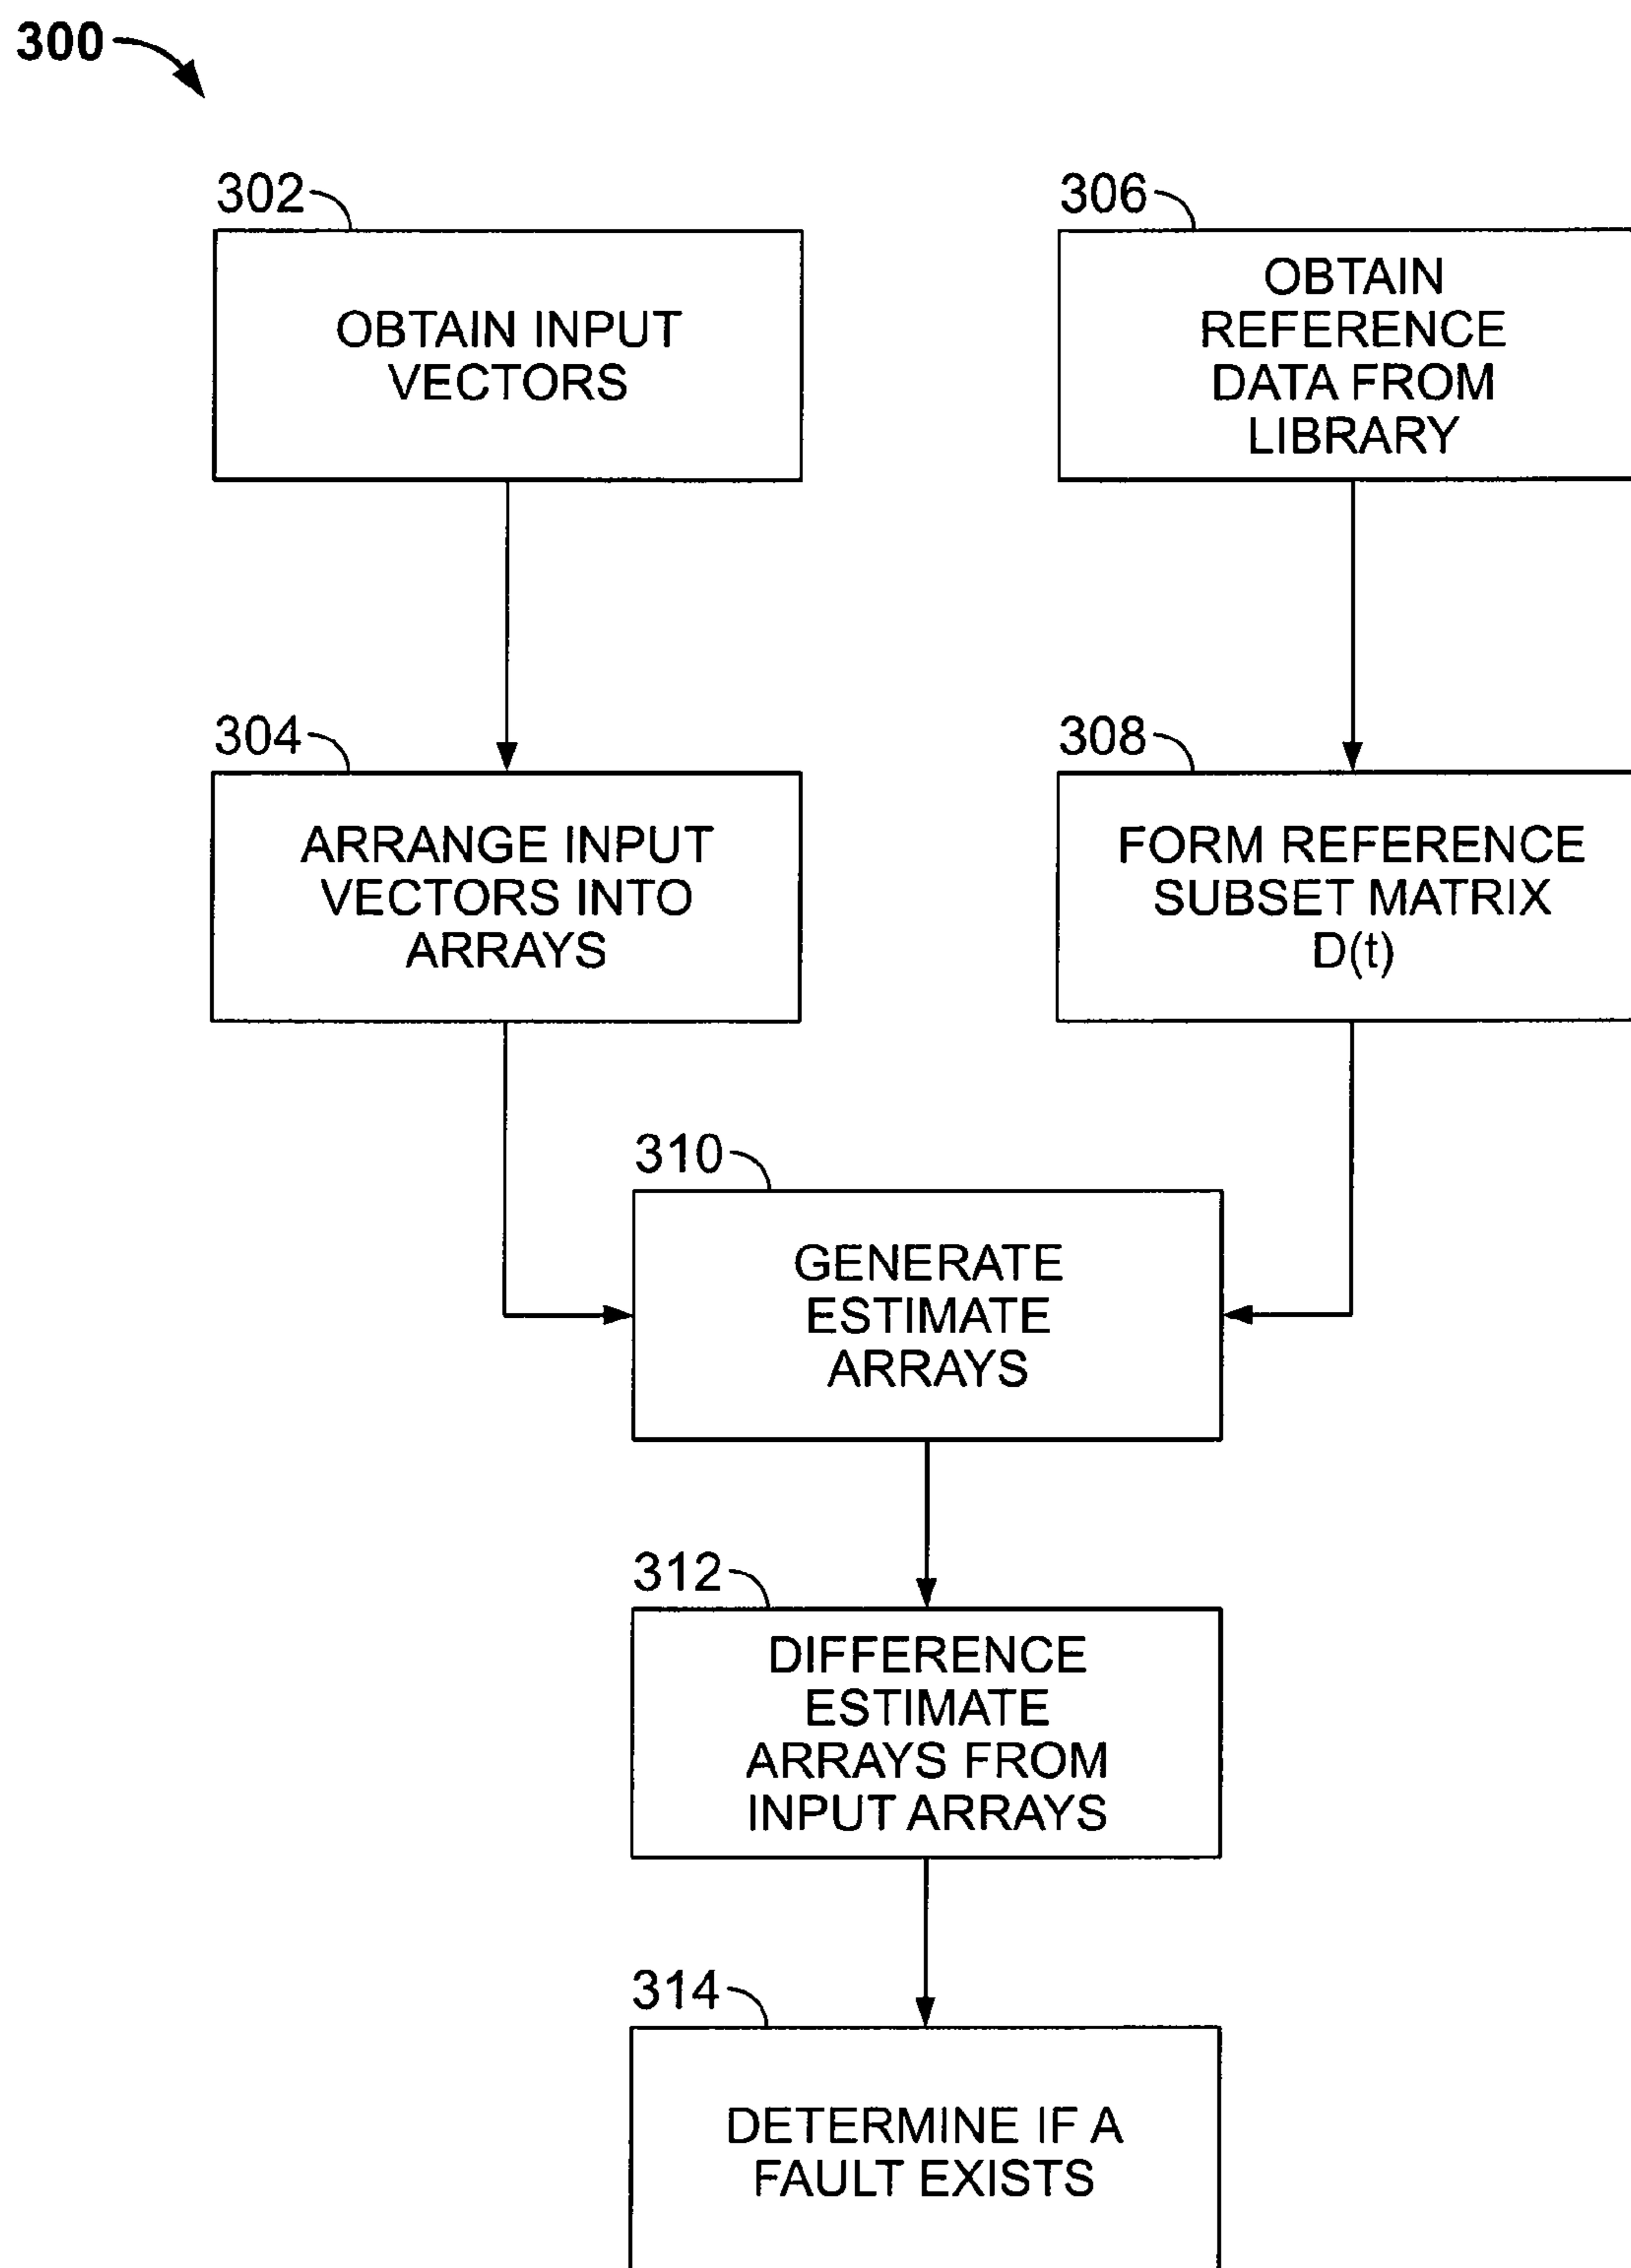 300
302
OBTAIN INPUT
VECTORS
306
OBTAIN
REFERENCE
DATA FROM
LIBRARY
304
ARRANGE INPUT
VECTORS INTO
ARRAYS
308
FORM REFERENCE
SUBSET MATRIX
D(t)
310
GENERATE
ESTIMATE
ARRAYS
312
DIFFERENCE
ESTIMATE
ARRAYS FROM
INPUT ARRAYS
314
DETERMINE IF A
FAULT EXISTS